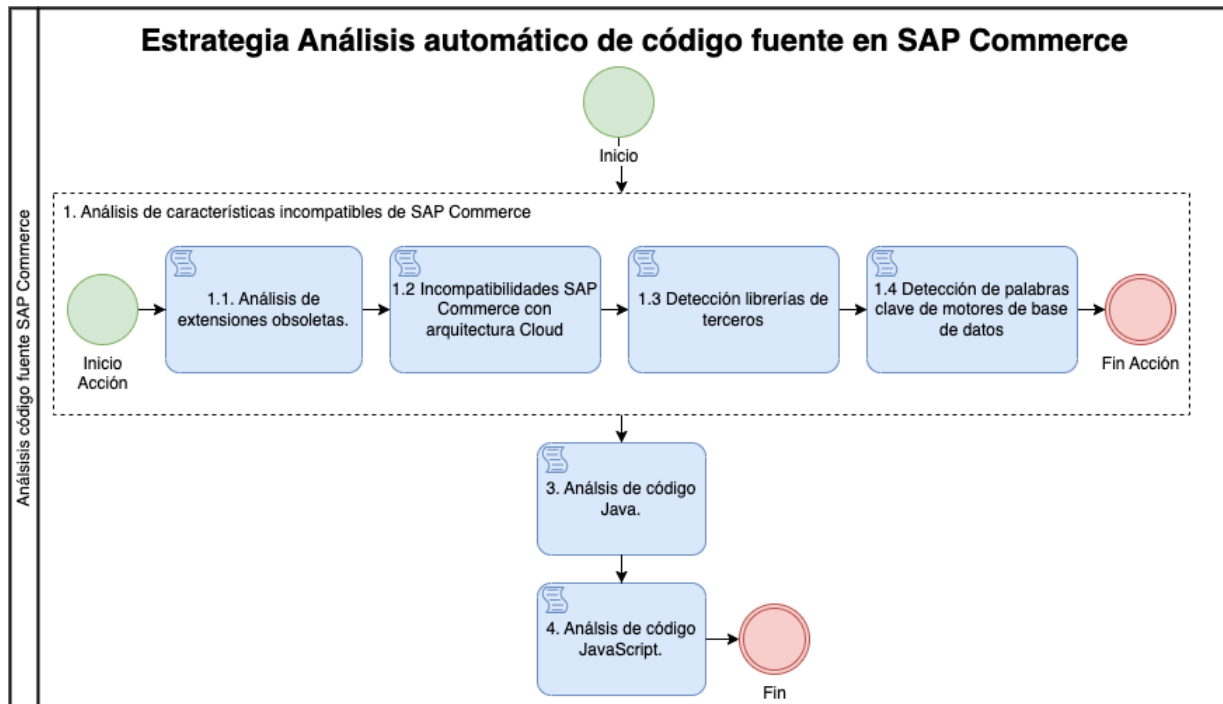 Estrategia Análisis automático de código fuente en SAP Commerce
Análsisis código fuente SAP Commerce
Inicio
1. Análisis de características incompatibles de SAP Commerce
Inicio
Acción
1.1. Análisis de
extensiones obsoletas.
1.2 Incompatibilidades SAP
Commerce con
arquitectura Cloud
1.3 Detección librerías de
terceros
1.4 Detección de palabras
clave de motores de base
de datos
Fin Acción
3. Análsis de código
Java.
4. Análsis de código
JavaScript.
Fin